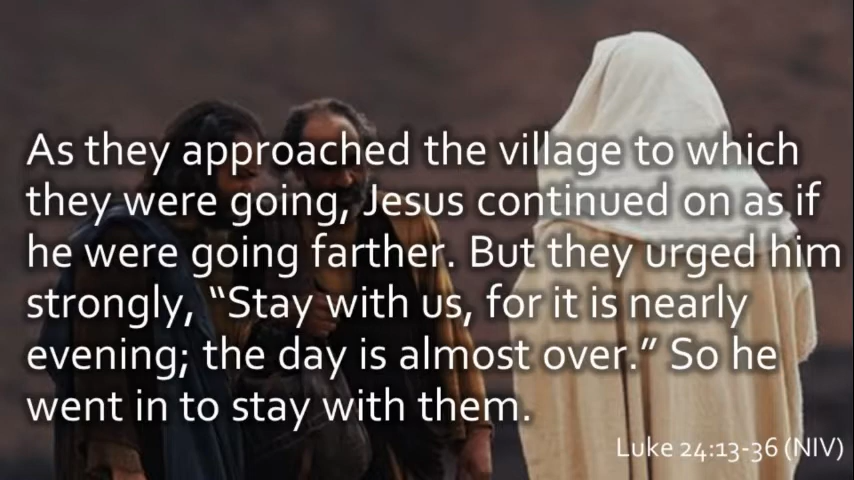 As they approached the village to which
they were going, Jesus continued on as if
he were going farther. But they urged him
strongly, “Stay with us, for it is nearly
evening; the day is almost over.” So he
went in to stay with them.
Luke 24:13-36 (NIV)